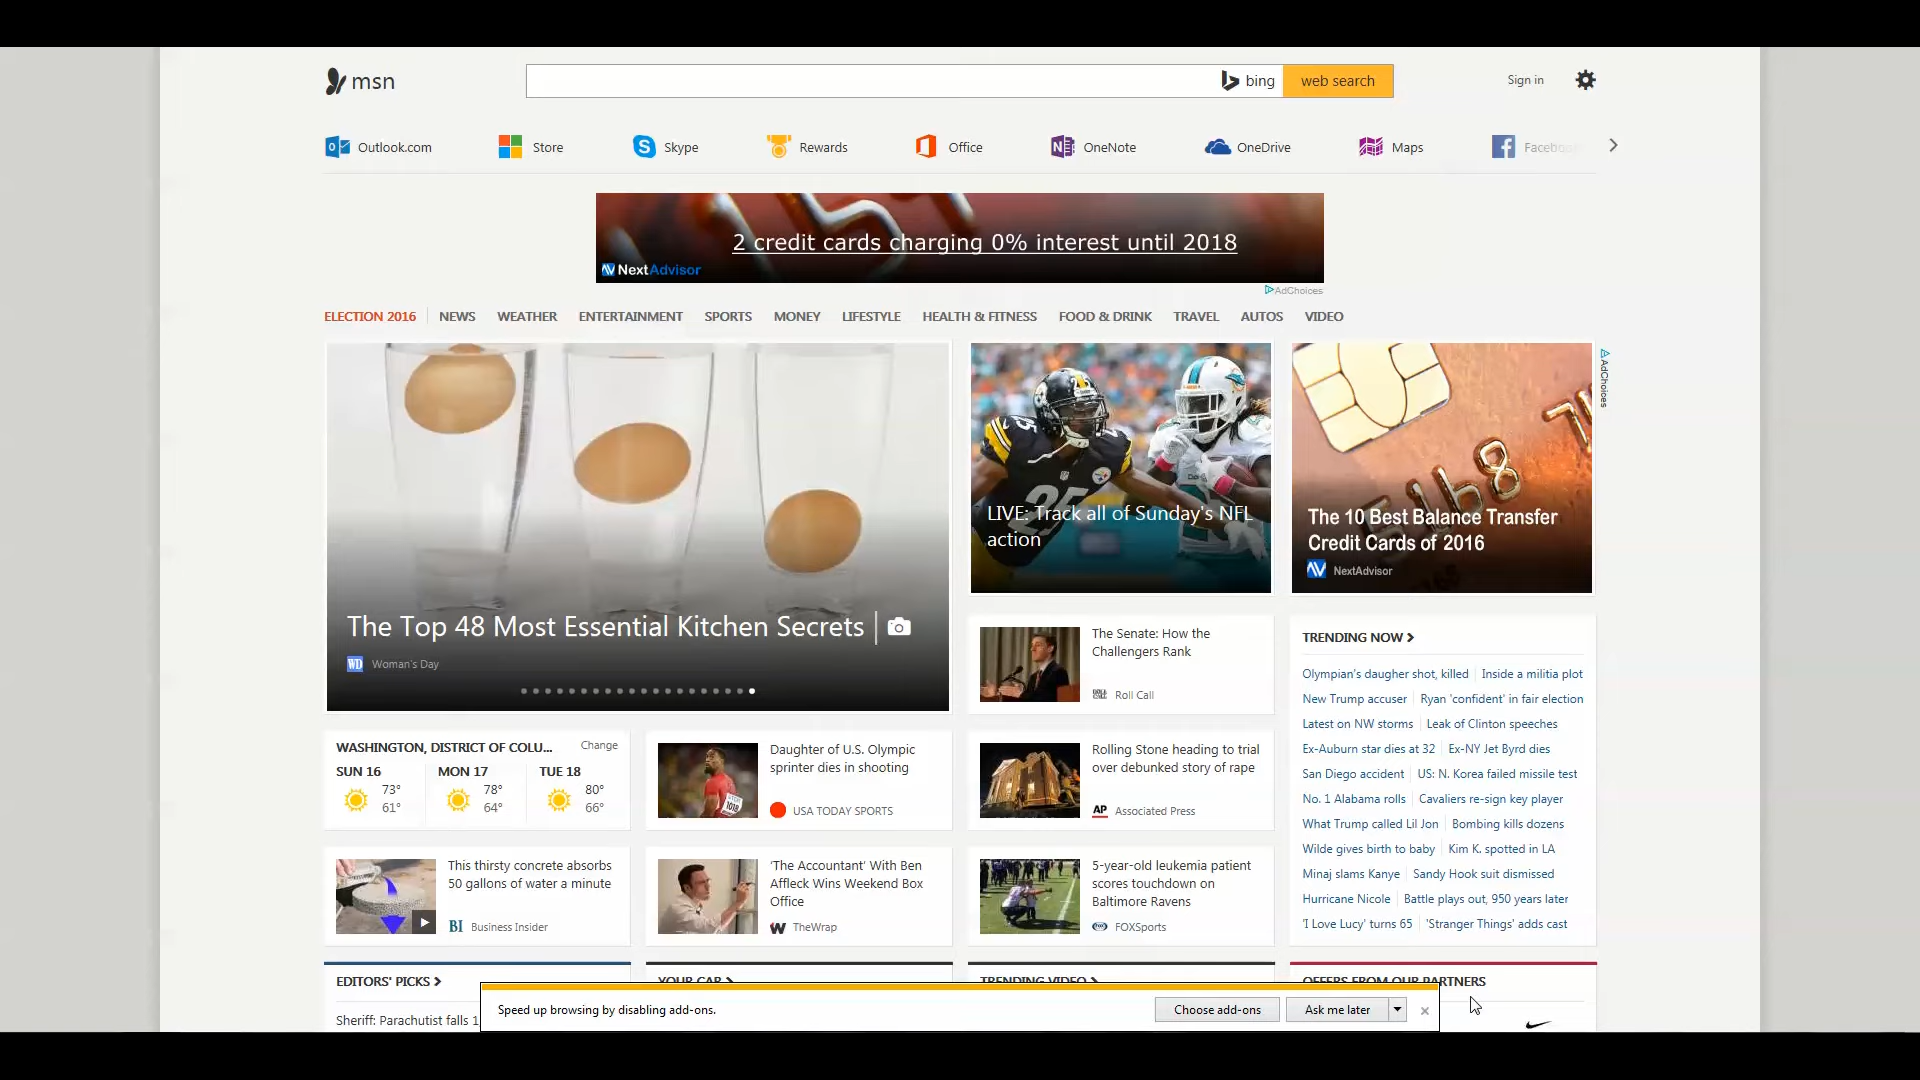 msn
bing
web search
Sign in
Outlook.com
Store
Skype
Rewards
Office
OneNote
OneDrive
Maps
2 credit cards charging 0% interest until 2018
NextAdvisor
AdChoices
ELECTION 2016
NEWS
WEATHER
ENTERTAINMENT
SPORTS
MONEY
LIFESTYLE
HEALTH & FITNESS
FOOD & DRINK
TRAVEL
AUTOS
VIDEO
The Top 48 Most Essential Kitchen Secrets
WD Woman's Day
LIVE: Track all of Sunday's NFL
action
The 10 Best Balance Transfer
Credit Cards of 2016
NextAdvisor
AdChoices
The Senate: How the
Challengers Rank
Roll Call
TRENDING NOW
Olympian's daugher shot, killed
Inside a militia plot
New Trump accuser
Ryan 'confident' in fair election
Latest on NW storms
Leak of Clinton speeches
Ex-Auburn star dies at 32
Ex-NY Jet Byrd dies
San Diego accident
US: N. Korea failed missile test
No. 1 Alabama rolls
Cavaliers re-sign key player
What Trump called Lil Jon
Bombing kills dozens
Wilde gives birth to baby
Kim K. spotted in LA
Minaj slams Kanye
Sandy Hook suit dismissed
Hurricane Nicole
Battle plays out, 950 years later
'I Love Lucy' turns 65
'Stranger Things' adds cast
WASHINGTON, DISTRICT OF COLU...
Change
SUN 16
73°
61°
MON 17
78°
64°
TUE 18
80°
66°
Daughter of U.S. Olympic
sprinter dies in shooting
USA TODAY SPORTS
Rolling Stone heading to trial
over debunked story of rape
AP Associated Press
This thirsty concrete absorbs
50 gallons of water a minute
BI Business Insider
'The Accountant' With Ben
Affleck Wins Weekend Box
Office
TheWrap
5-year-old leukemia patient
scores touchdown on
Baltimore Ravens
FOXSports
EDITORS' PICKS
YOUR CAR
TRENDING VIDEO
OFFERS FROM OUR PARTNERS
Sheriff: Parachutist falls
Speed up browsing by disabling add-ons.
Choose add-ons
Ask me later